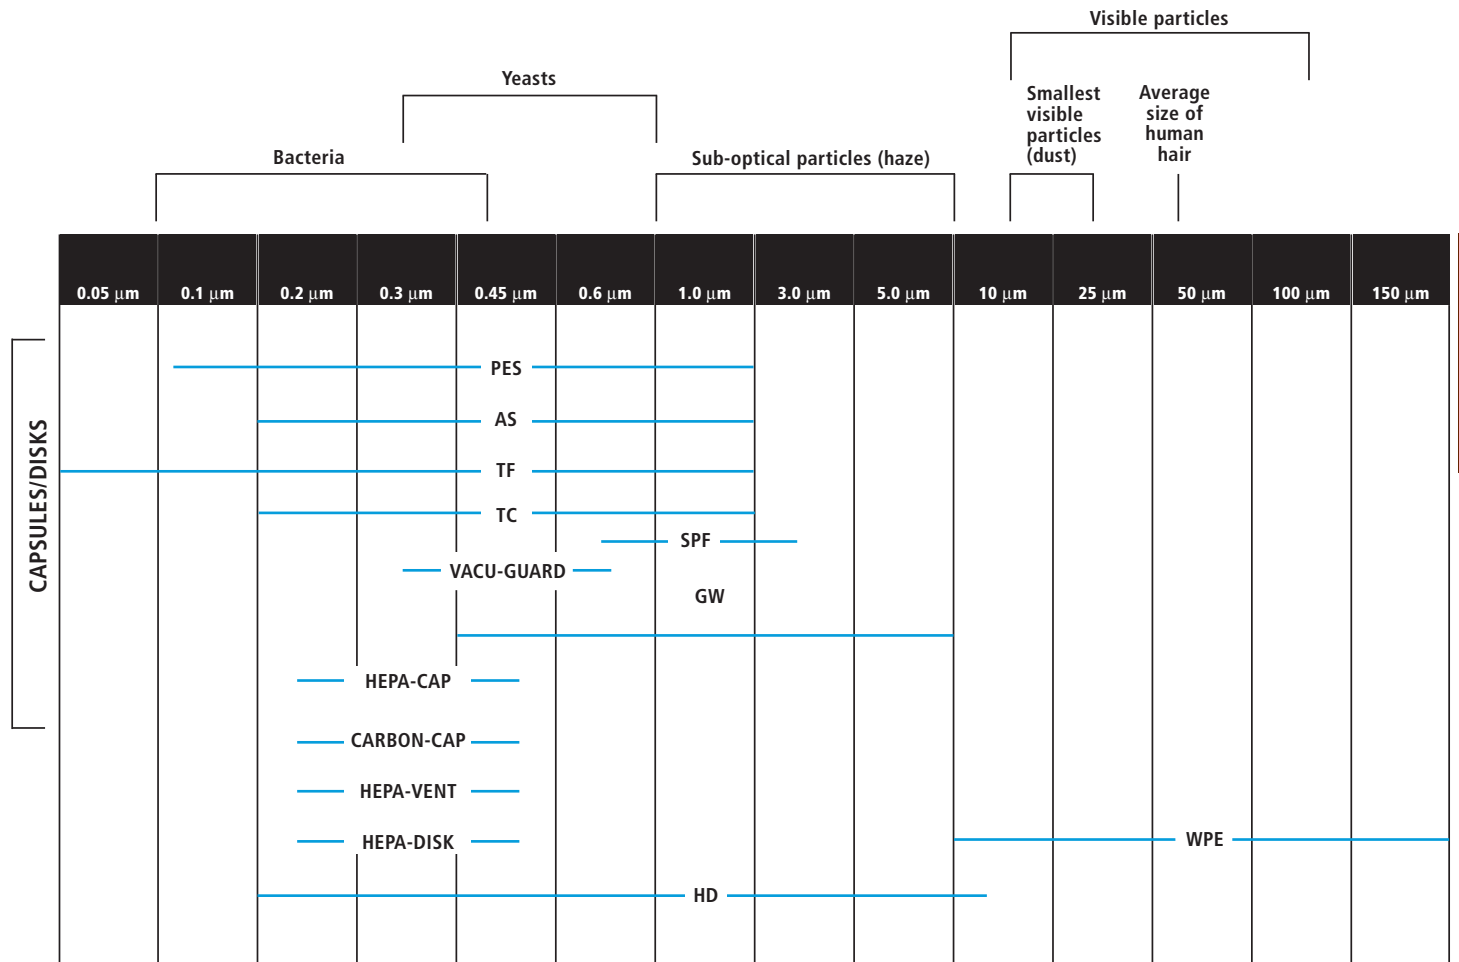 Visible particles
Yeasts
Smallest
visible
particles
(dust)
Average
size of
human
hair
Bacteria
Sub-optical particles (haze)
0.05 μm 0.1 μm 0.2 μm 0.3 μm 0.45 μm 0.6 μm 1.0 μm 3.0 μm 5.0 μm 10 μm 25 μm 50 μm 100 μm 150 μm
CAPSULES/DISKS
PES
AS
TF
TC
SPF
VACU-GUARD
GW
HEPA-CAP
CARBON-CAP
HEPA-VENT
HEPA-DISK
WPE
HD